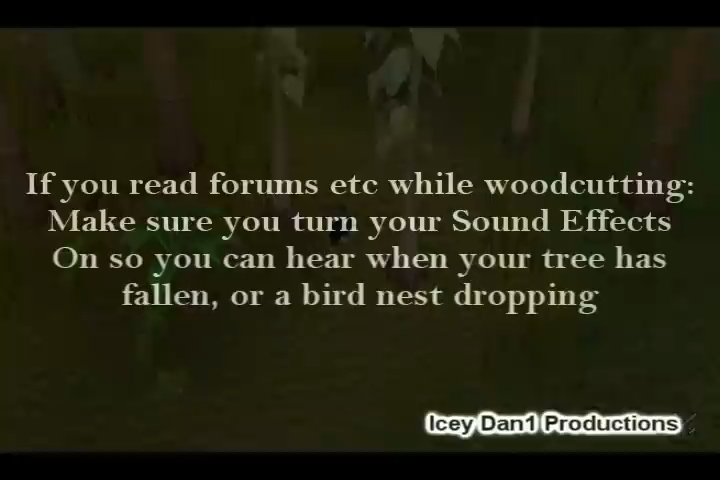 If you read forums etc while woodcutting:
Make sure you turn your Sound Effects
On so you can hear when your tree has
fallen, or a bird nest dropping
Icey Dan1 Productions